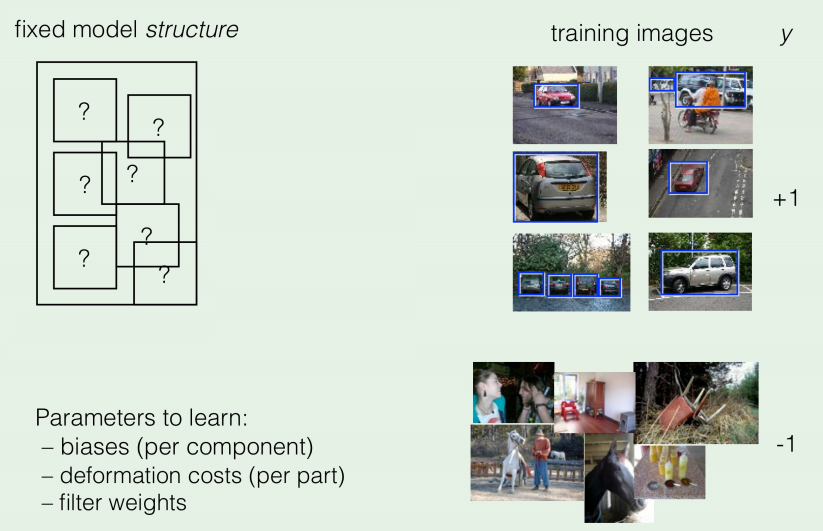 fixed model structure
training images y
?
?
?
?
?
?
?
+1
Parameters to learn:
– biases (per component)
– deformation costs (per part)
– filter weights
-1